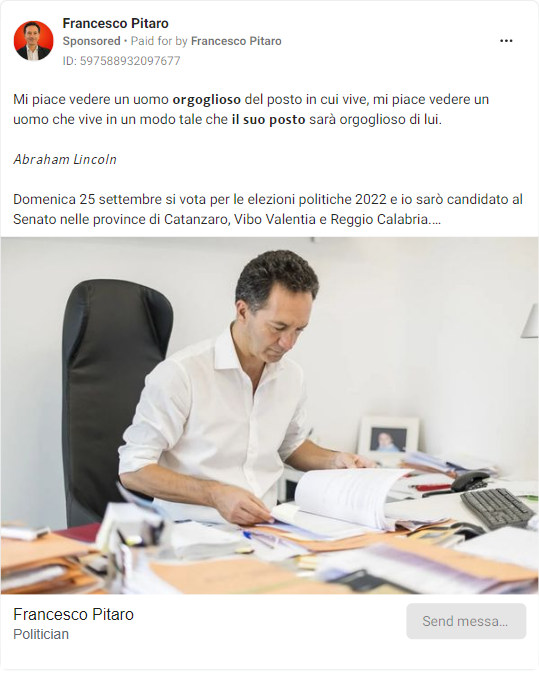 Francesco Pitaro
Sponsored • Paid for by Francesco Pitaro
ID: 597588932097677
Mi piace vedere un uomo orgoglioso del posto in cui vive, mi piace vedere un
uomo che vive in un modo tale che il suo posto sarà orgoglioso di lui.
Abraham Lincoln
Domenica 25 settembre si vota per le elezioni politiche 2022 e io sarò candidato al
Senato nelle province di Catanzaro, Vibo Valentia e Reggio Calabria....
Francesco Pitaro
Politician
Send messa...